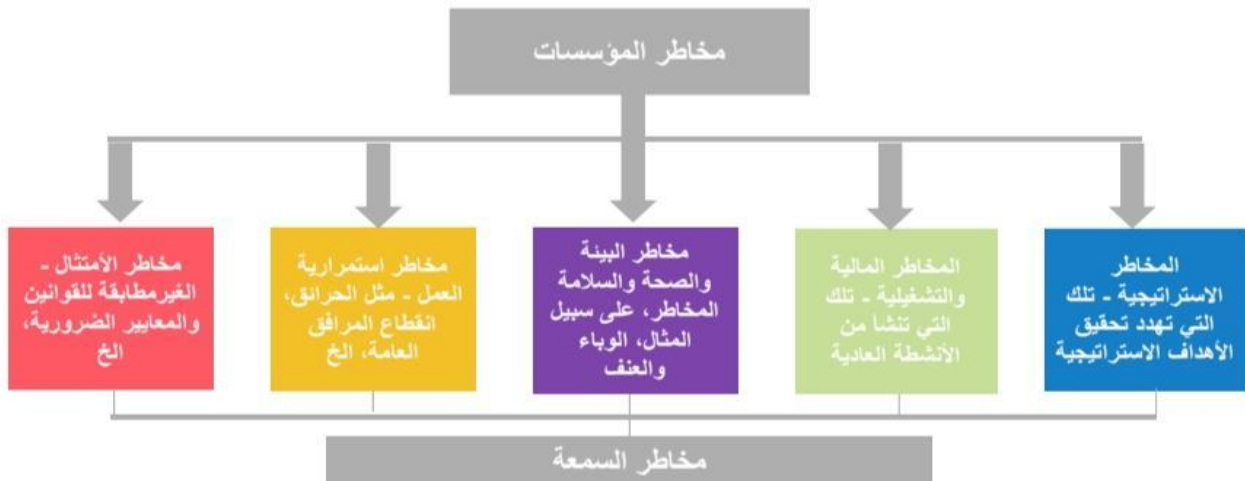 مخاطر المؤسسات
المخاطر
الاستراتيجية - تلك
التي تهدد تحقيق
الأهداف الاستراتيجية
المخاطر المالية
والتشغيلية - تلك
التي تنشأ من
الأنشطة العادية
مخاطر البيئة
والصحة والسلامة
المخاطر، على سبيل
المثال، الوباء
والعنف
مخاطر استمرارية
العمل - مثل الحرائق،
انقطاع المرافق
العامة، الخ
مخاطر الأمتثال -
الغيرمطابقة للقوانين
والمعايير الضرورية،
الخ
مخاطر السمعة